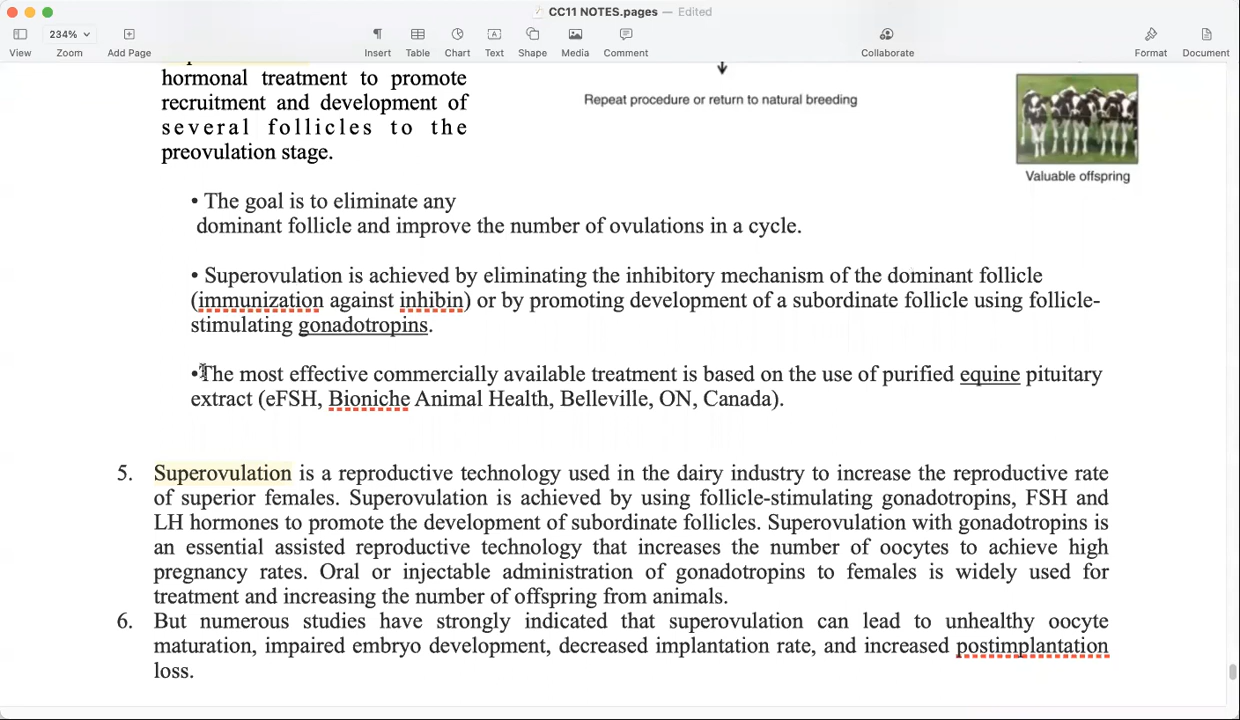 CC11 NOTES.pages — Edited
234%
View
Zoom
Add Page
Insert
Table
Chart
Text
Shape
Media
Comment
Collaborate
Format
Document
hormonal treatment to promote
recruitment and development of
several follicles to the
preovulation stage.
Repeat procedure or return to natural breeding
Valuable offspring
• The goal is to eliminate any
dominant follicle and improve the number of ovulations in a cycle.
• Superovulation is achieved by eliminating the inhibitory mechanism of the dominant follicle
(immunization against inhibin) or by promoting development of a subordinate follicle using follicle-
stimulating gonadotropins.
•The most effective commercially available treatment is based on the use of purified equine pituitary
extract (eFSH, Bioniche Animal Health, Belleville, ON, Canada).
5. Superovulation is a reproductive technology used in the dairy industry to increase the reproductive rate
of superior females. Superovulation is achieved by using follicle-stimulating gonadotropins, FSH and
LH hormones to promote the development of subordinate follicles. Superovulation with gonadotropins is
an essential assisted reproductive technology that increases the number of oocytes to achieve high
pregnancy rates. Oral or injectable administration of gonadotropins to females is widely used for
treatment and increasing the number of offspring from animals.
6. But numerous studies have strongly indicated that superovulation can lead to unhealthy oocyte
maturation, impaired embryo development, decreased implantation rate, and increased postimplantation
loss.